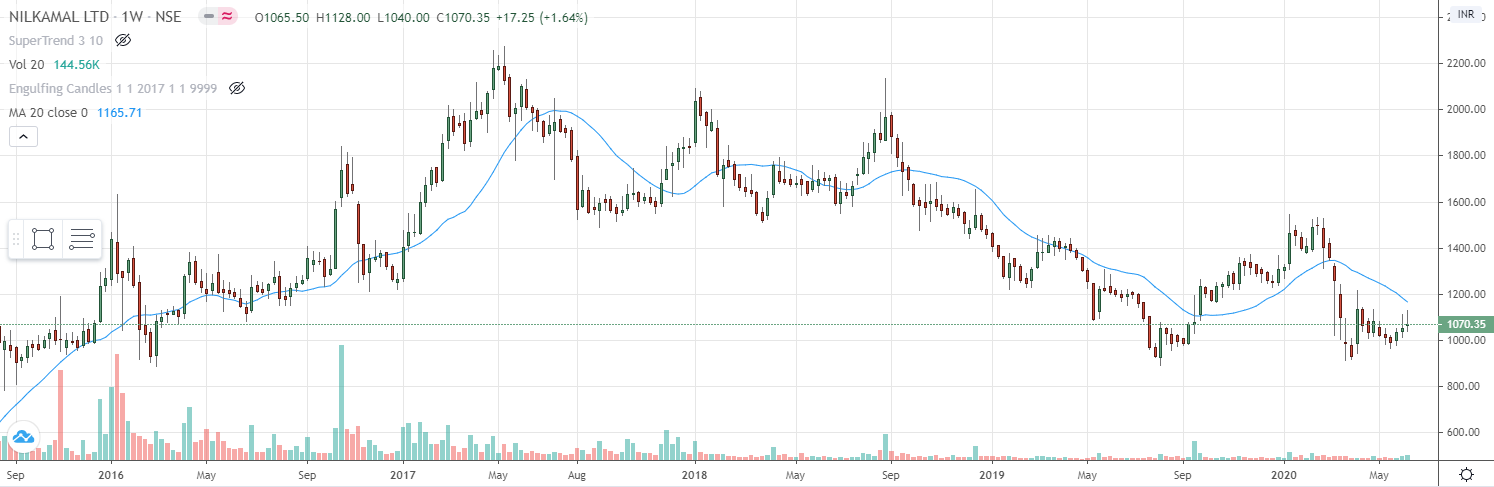 NILKAMAL LTD · 1W · NSE O1065.50 H1128.00 L1040.00 C1070.35 +17.25 (+1.64%)
INR
SuperTrend 3 10
Vol 20 144.56K
Engulfing Candles 1 1 2017 1 1 9999
MA 20 close 0 1165.71
2200.00
2000.00
1800.00
1600.00
1400.00
1200.00
1070.35
1000.00
800.00
600.00
Sep 2016 May Sep 2017 May Aug 2018 May Sep 2019 May Sep 2020 May